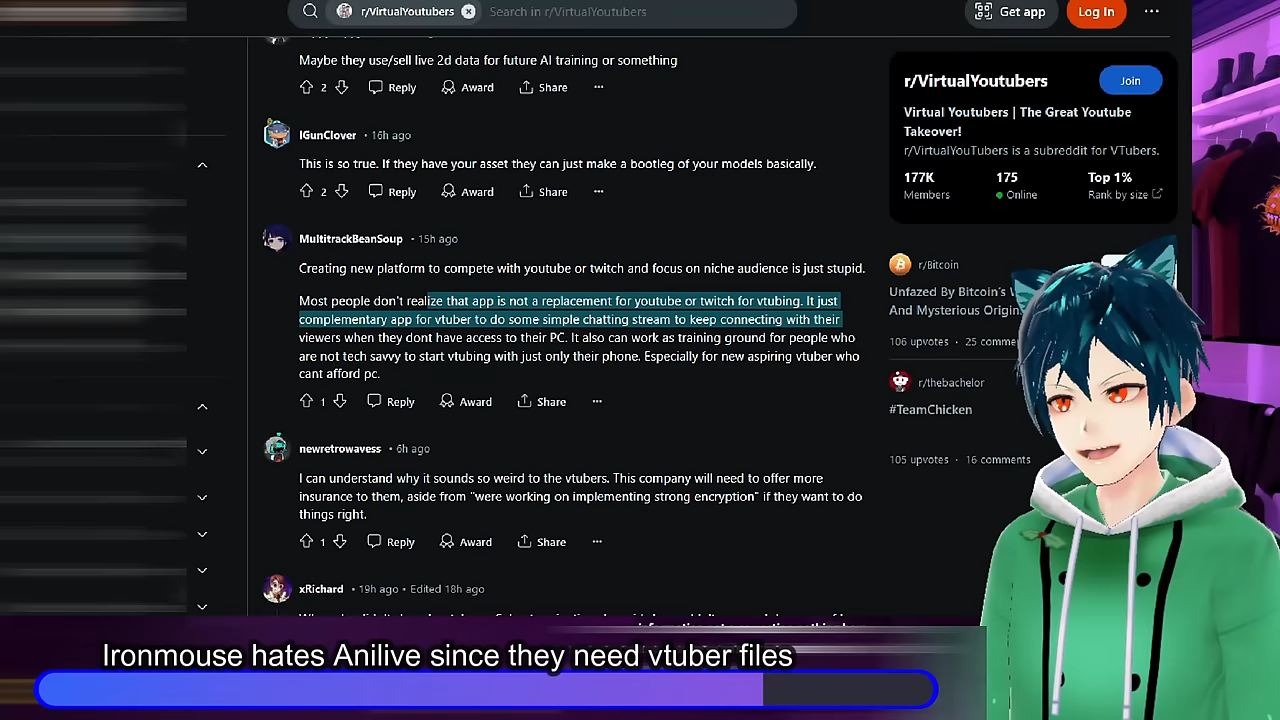 r/VirtualYoutubers
Search in r/VirtualYoutubers
Get app
Log In
Maybe they use/sell live 2d data for future AI training or something
2 Reply Award Share
IGunClover • 16h ago
This is so true. If they have your asset they can just make a bootleg of your models basically.
2 Reply Award Share
MultitrackBeanSoup • 15h ago
Creating new platform to compete with youtube or twitch and focus on niche audience is just stupid.
Most people don't realize that app is not a replacement for youtube or twitch for vtubing. It just
complementary app for vtuber to do some simple chatting stream to keep connecting with their
viewers when they dont have access to their PC. It also can work as training ground for people who
are not tech savvy to start vtubing with just only their phone. Especially for new aspiring vtuber who
cant afford pc.
1 Reply Award Share
newretrowavess • 6h ago
I can understand why it sounds so weird to the vtubers. This company will need to offer more
insurance to them, aside from "were working on implementing strong encryption" if they want to do
things right.
1 Reply Award Share
xRichard • 19h ago • Edited 18h ago
r/VirtualYoutubers
Join
Virtual Youtubers | The Great Youtube
Takeover!
r/VirtualYouTubers is a subreddit for VTubers.
177K 175 Top 1%
Members Online Rank by size
r/Bitcoin
Unfazed By Bitcoin's
And Mysterious Origin
106 upvotes • 25
r/thebachelor
#TeamChicken
105 upvotes • 16 comments
Ironmouse hates Anilive since they need vtuber files